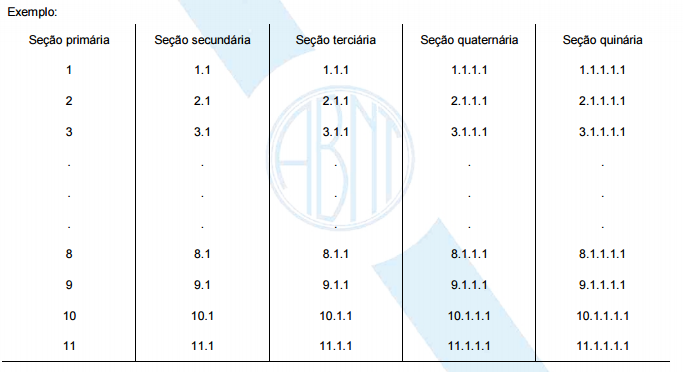 Exemplo:
Seção primária Seção secundária Seção terciária Seção quaternária Seção quinária
1 1.1 1.1.1 1.1.1.1 1.1.1.1.1
2 2.1 2.1.1 2.1.1.1 2.1.1.1.1
3 3.1 3.1.1 3.1.1.1 3.1.1.1.1
. . . . .
. . . . .
. . . . .
8 8.1 8.1.1 8.1.1.1 8.1.1.1.1
9 9.1 9.1.1 9.1.1.1 9.1.1.1.1
10 10.1 10.1.1 10.1.1.1 10.1.1.1.1
11 11.1 11.1.1 11.1.1.1 11.1.1.1.1
ABNT